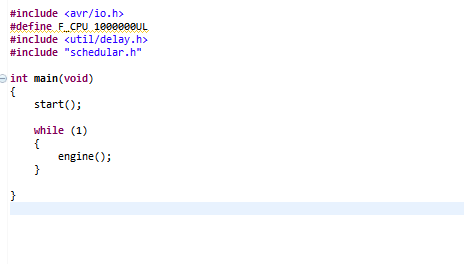 #include <avr/io.h>
#define F_CPU 1000000UL
#include <util/delay.h>
#include "schedular.h"
int main(void)
{
start();
while (1)
{
engine();
}
}